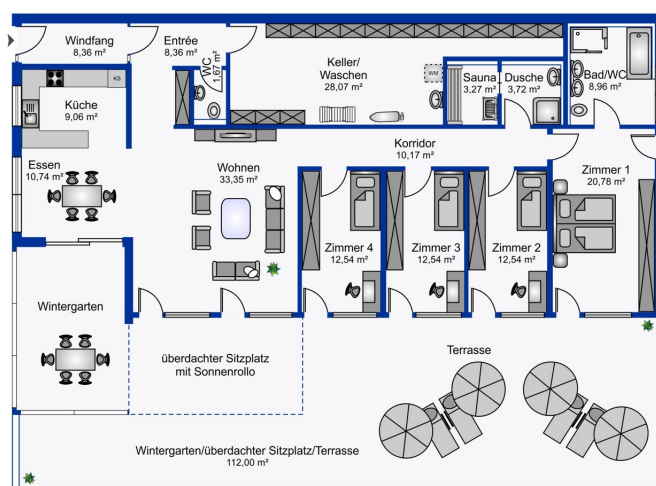 Windfang
8,36 m²
Entrée
8,36 m²
WC
1,67 m²
Keller/
Waschen
28,07 m²
WM
Sauna
3,27 m²
Dusche
3,72 m²
Bad/WC
8,96 m²
KS
Küche
9,06 m²
Essen
10,74 m²
Wohnen
33,35 m²
Korridor
10,17 m²
Zimmer 1
20,78 m²
Zimmer 4
12,54 m²
Zimmer 3
12,54 m²
Zimmer 2
12,54 m²
Wintergarten
überdachter Sitzplatz
mit Sonnenrollo
Terrasse
Wintergarten/überdachter Sitzplatz/Terrasse
112,00 m²